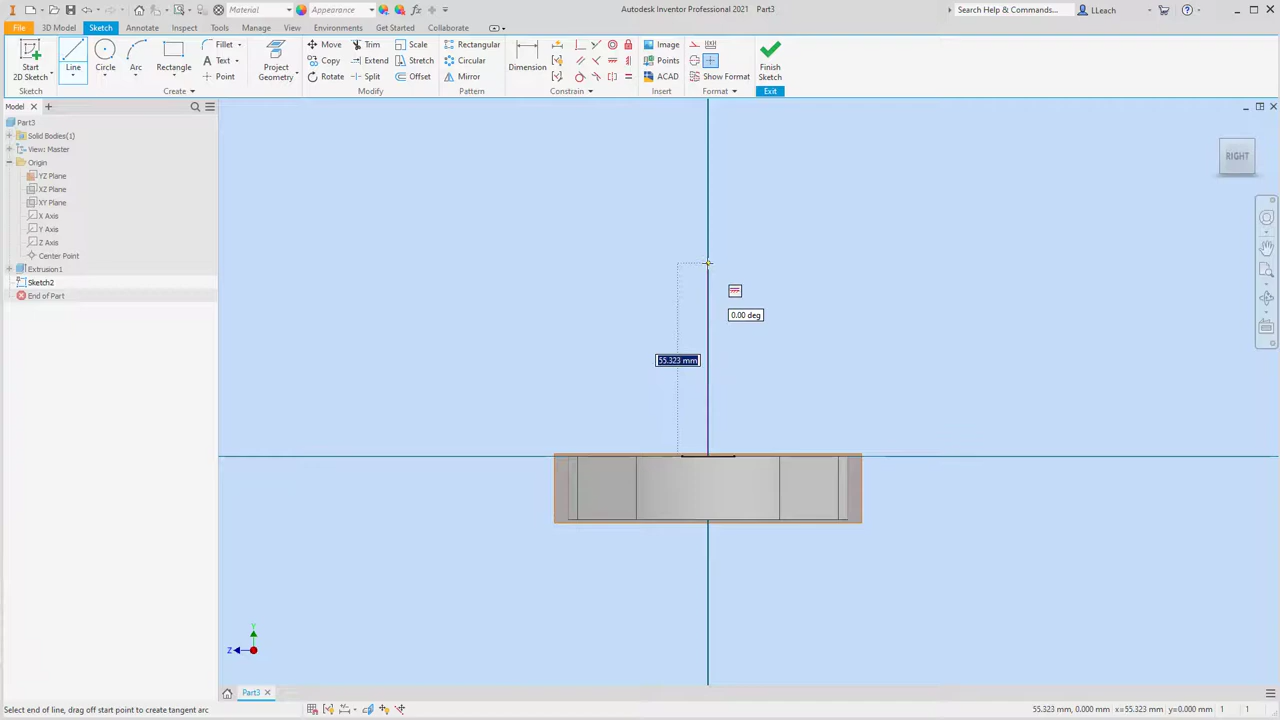 Material
Appearance
Autodesk Inventor Professional 2021 Part3
Search Help & Commands...
LLeach
File
3D Model
Sketch
Annotate
Inspect
Tools
Manage
View
Environments
Get Started
Collaborate
Start
2D Sketch
Line
Circle
Arc
Rectangle
Fillet
Text
Point
Project
Geometry
Move
Copy
Rotate
Trim
Extend
Split
Scale
Stretch
Offset
Rectangular
Circular
Mirror
Dimension
Image
Points
ACAD
Show Format
Finish
Sketch
Sketch
Create
Modify
Pattern
Constrain
Insert
Format
Exit
Model
Part3
Solid Bodies(1)
View: Master
Origin
YZ Plane
XZ Plane
XY Plane
X Axis
Y Axis
Z Axis
Center Point
Extrusion1
Sketch2
End of Part
RIGHT
0.00 deg
55.323 mm
Y
Z
Part3
Select end of line, drag off start point to create tangent arc
55.323 mm, 0.000 mm
x=55.323 mm
y=0.000 mm
1
1